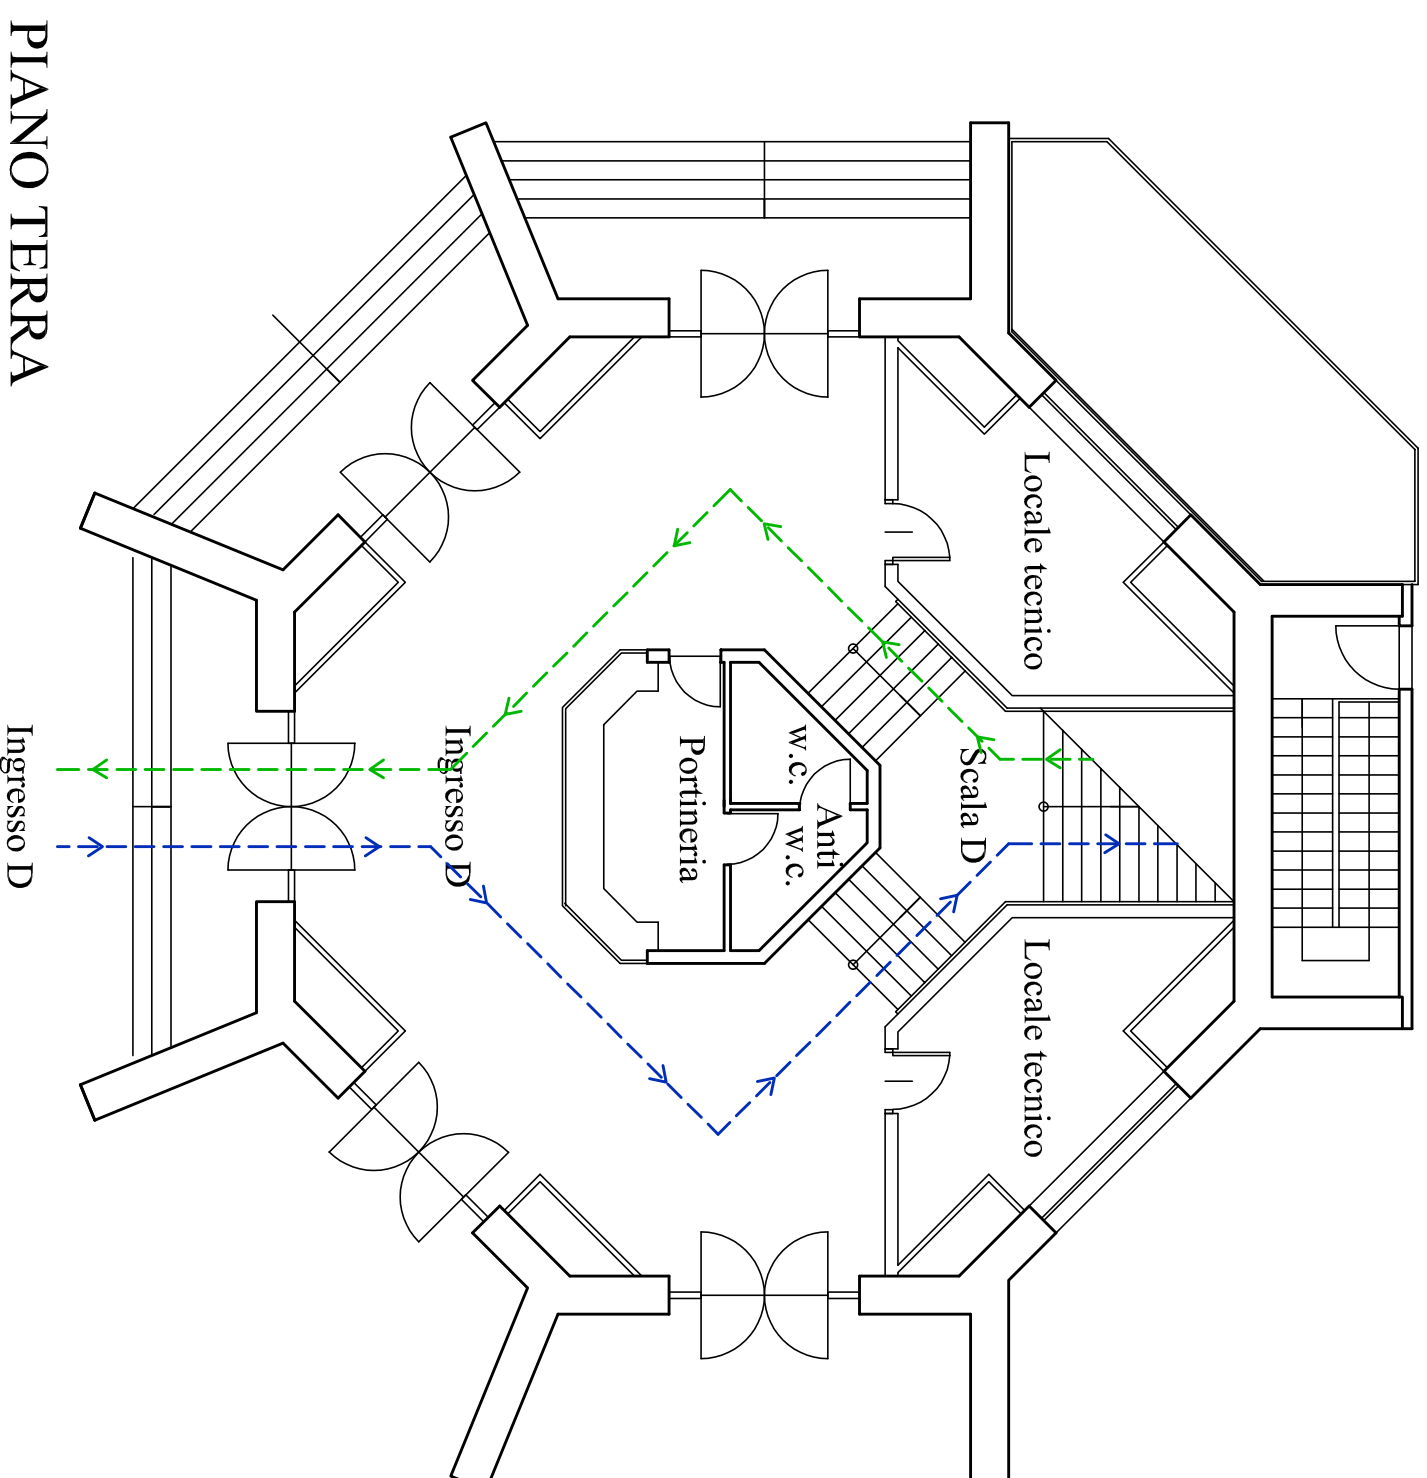 PIANO TERRA
Locale tecnico
Locale tecnico
Scala D
w.c.
Anti
w.c.
Portineria
Ingresso D
Ingresso D